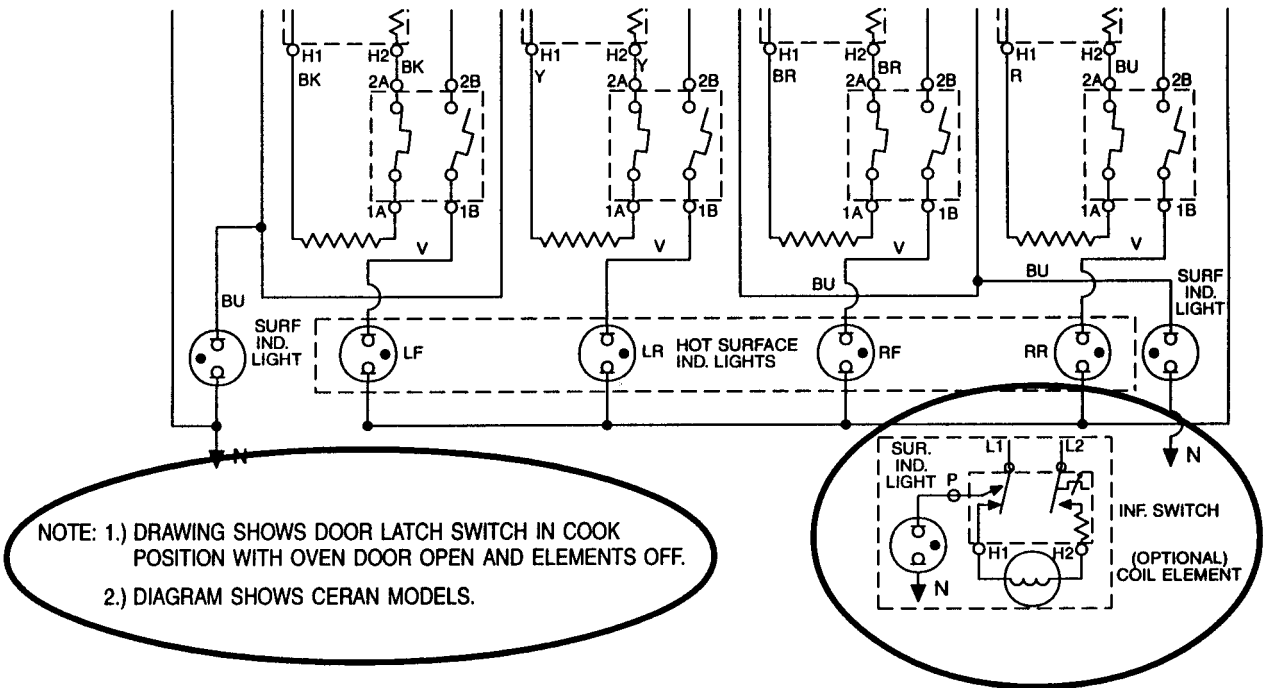 H1 H2 H1 H2 H1 H2 H1 H2
BK BK Y Y BR BR R BU
2A 2B 2A 2B 2A 2B 2A 2B
1A 1B 1A 1B 1A 1B 1A 1B
V V V
BU BU V
BU
SURF
IND.
LIGHT
LF
LR
HOT SURFACE
IND. LIGHTS
RF
RR
SURF
IND.
LIGHT
N
N
NOTE: 1.) DRAWING SHOWS DOOR LATCH SWITCH IN COOK
POSITION WITH OVEN DOOR OPEN AND ELEMENTS OFF.
2.) DIAGRAM SHOWS CERAN MODELS.
SUR.
IND.
LIGHT
P
L1 L2
INF. SWITCH
H1 H2
(OPTIONAL)
COIL ELEMENT
N